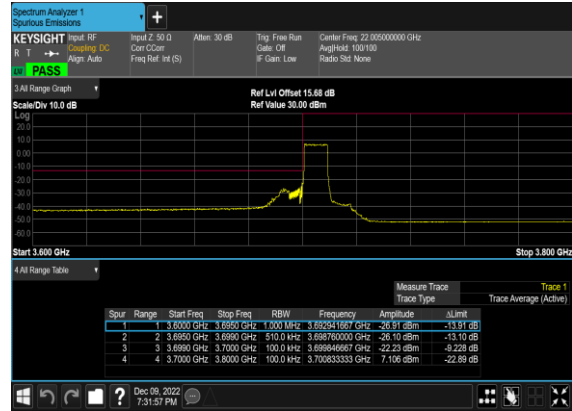 Spectrum Analyzer 1
Spurious Emissions
+
KEYSIGHT Input: RF Input Z: 50 Ω Atten: 30 dB Trig: Free Run Center Freq: 22.005000000 GHz
R T Coupling: DC Corr CCorr Gate: Off Avg|Hold: 100/100
Align: Auto Freq Ref: Int (S) IF Gain: Low Radio Std: None
LM PASS
3 All Range Graph
Ref Lvl Offset 15.68 dB
Scale/Div 10.0 dB Ref Value 30.00 dBm
Log
20.0
10.0
0.00
-10.0
-20.0
-30.0
-40.0
-50.0
-60.0
Start 3.600 GHz Stop 3.800 GHz
4 All Range Table
Measure Trace Trace 1
Trace Type Trace Average (Active)
Spur Range Start Freq Stop Freq RBW Frequency Amplitude ΔLimit
1 1 3.6000 GHz 3.6950 GHz 1.000 MHz 3.692941667 GHz -26.91 dBm -13.91 dB
2 2 3.6950 GHz 3.6990 GHz 510.0 kHz 3.698760000 GHz -26.10 dBm -13.10 dB
3 3 3.6990 GHz 3.7000 GHz 100.0 kHz 3.699846667 GHz -22.23 dBm -9.228 dB
4 4 3.7000 GHz 3.8000 GHz 100.0 kHz 3.700833333 GHz 7.106 dBm -22.89 dB
? Dec 09, 2022
7:31:57 PM